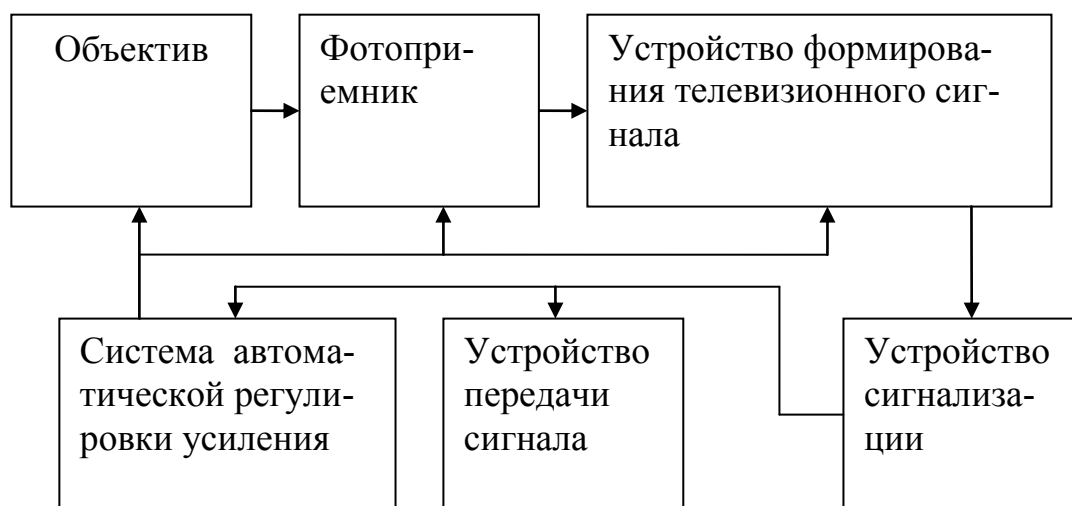 Объектив
Фотопри-
емник
Устройство формирова-
ния телевизионного сиг-
нала
Система автома-
тической регули-
ровки усиления
Устройство
передачи
сигнала
Устройство
сигнализа-
ции